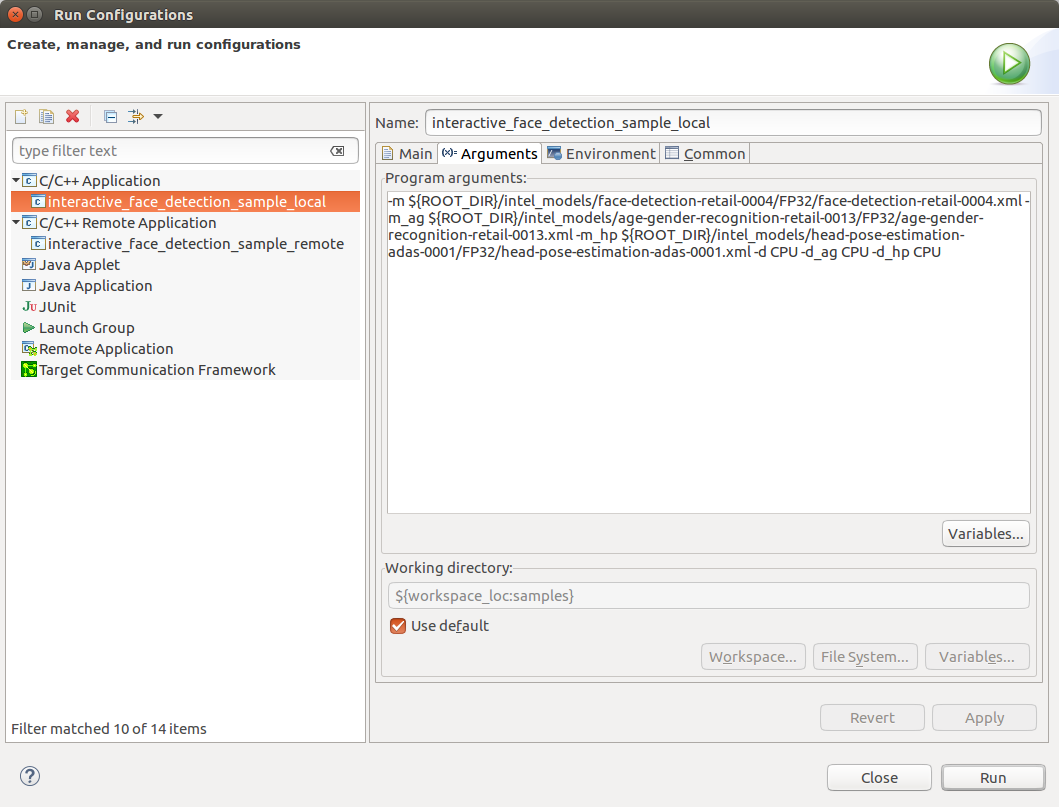 Run Configurations
Create, manage, and run configurations
type filter text
C/C++ Application
interactive_face_detection_sample_local
C/C++ Remote Application
interactive_face_detection_sample_remote
Java Applet
Java Application
JUnit
Launch Group
Remote Application
Target Communication Framework
Filter matched 10 of 14 items
Name: interactive_face_detection_sample_local
Main (x)= Arguments Environment Common
Program arguments:
-m ${ROOT_DIR}/intel_models/face-detection-retail-0004/FP32/face-detection-retail-0004.xml -
m_ag ${ROOT_DIR}/intel_models/age-gender-recognition-retail-0013/FP32/age-gender-
recognition-retail-0013.xml -m_hp ${ROOT_DIR}/intel_models/head-pose-estimation-
adas-0001/FP32/head-pose-estimation-adas-0001.xml -d CPU -d_ag CPU -d_hp CPU
Variables...
Working directory:
${workspace_loc:samples}
Use default
Workspace... File System... Variables...
Revert Apply
Close Run